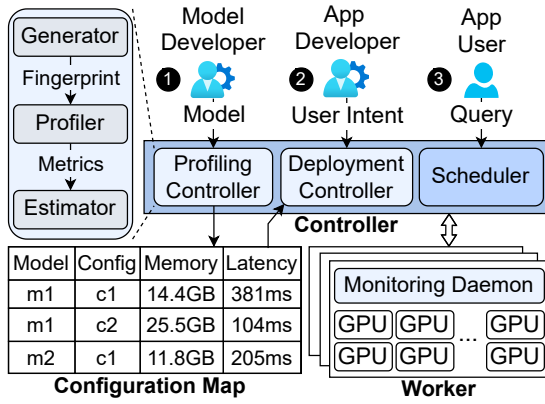 Generator
Fingerprint
Profiler
Metrics
Estimator
Model
Developer
1
Model
App
Developer
2
User Intent
App
User
3
Query
Profiling
Controller
Deployment
Controller
Scheduler
Controller
Model Config Memory Latency
m1 c1 14.4GB 381ms
m1 c2 25.5GB 104ms
m2 c1 11.8GB 205ms
Configuration Map
Monitoring Daemon
GPU GPU ... GPU
GPU GPU GPU
Worker